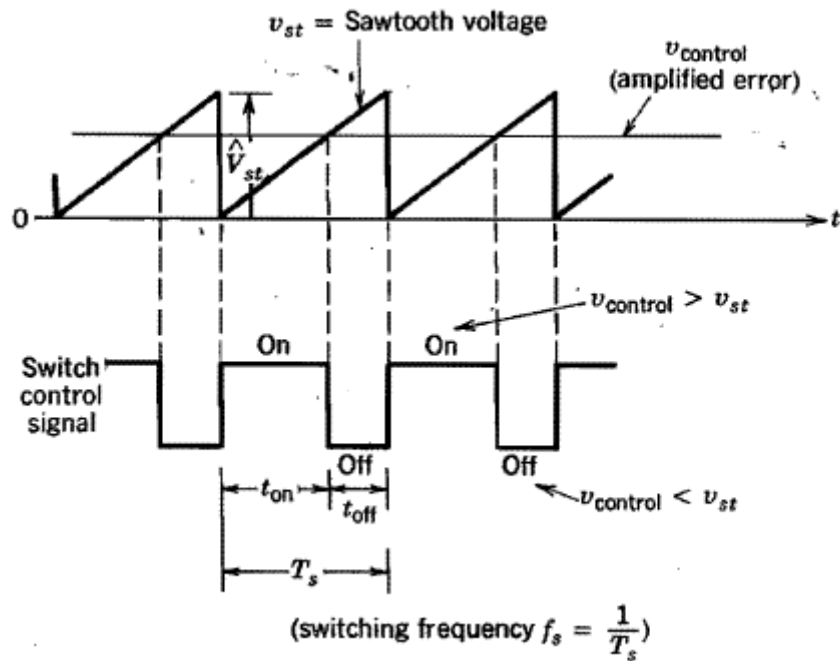 v_st = Sawtooth voltage
v_control
(amplified error)
V̂_st
0
t
v_control > v_st
On
On
Switch
control
signal
Off
Off
t_on
t_off
v_control < v_st
T_s
(switching frequency f_s = 1/T_s)